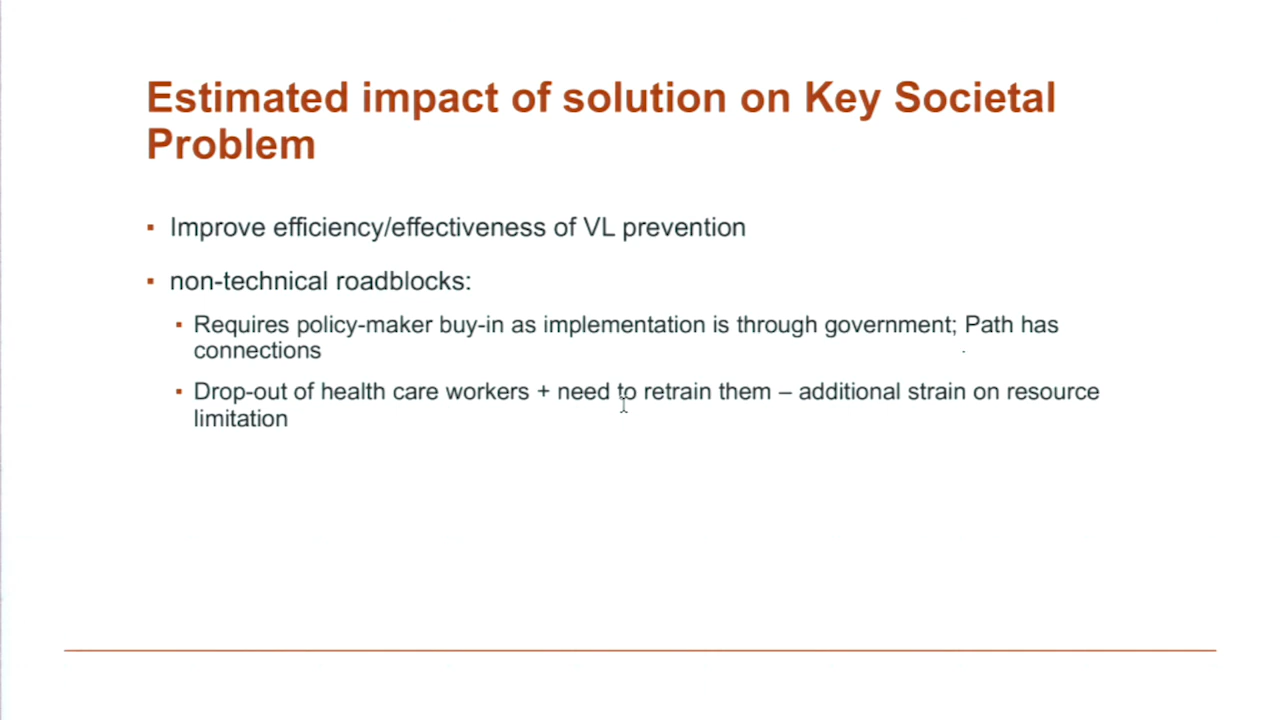 Estimated impact of solution on Key Societal
Problem
▪ Improve efficiency/effectiveness of VL prevention
▪ non-technical roadblocks:
▪ Requires policy-maker buy-in as implementation is through government; Path has
connections
▪ Drop-out of health care workers + need to retrain them – additional strain on resource
limitation